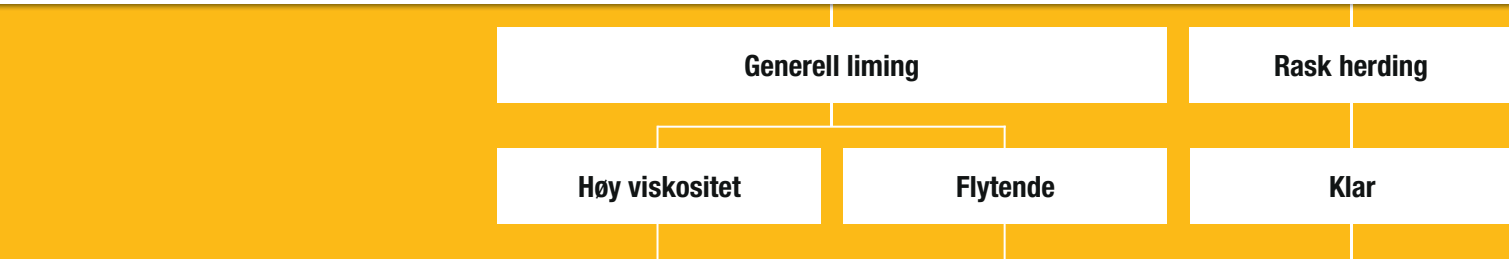 Generell liming
Rask herding
Høy viskositet
Flytende
Klar